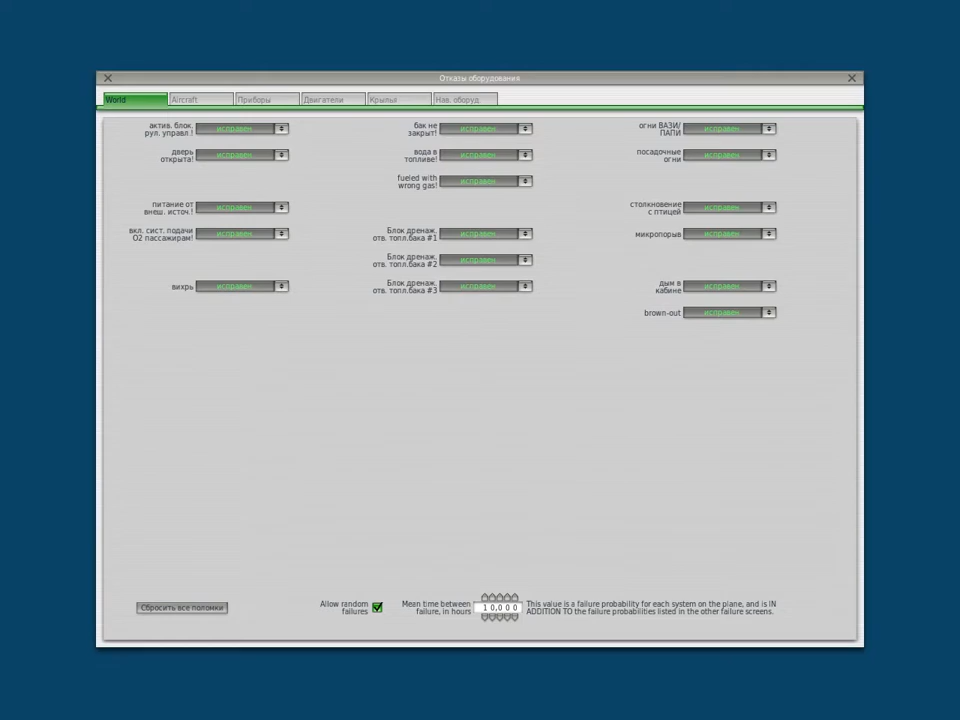 Отказы оборудования
World Aircraft Приборы Двигатели Крылья Нав. оборуд.
актив. блок.
рул. управл.!
исправен
бак не
закрыт!
исправен
огни ВАЗИ/
ПАПИ
исправен
дверь
открыта!
исправен
вода в
топливе!
исправен
посадочные
огни
исправен
fueled with
wrong gas!
исправен
питание от
внеш. источ.!
исправен
столкновение
с птицей
исправен
вкл. сист. подачи
О2 пассажирам!
исправен
Блок дренаж.
отв. топл.бака #1
исправен
микропорыв
исправен
Блок дренаж.
отв. топл.бака #2
исправен
вихрь
исправен
Блок дренаж.
отв. топл.бака #3
исправен
дым в
кабине
исправен
brown-out
исправен
Сбросить все поломки
Allow random
failures
Mean time between
failure, in hours
10,000
This value is a failure probability for each system on the plane, and is IN
ADDITION TO the failure probabilities listed in the other failure screens.